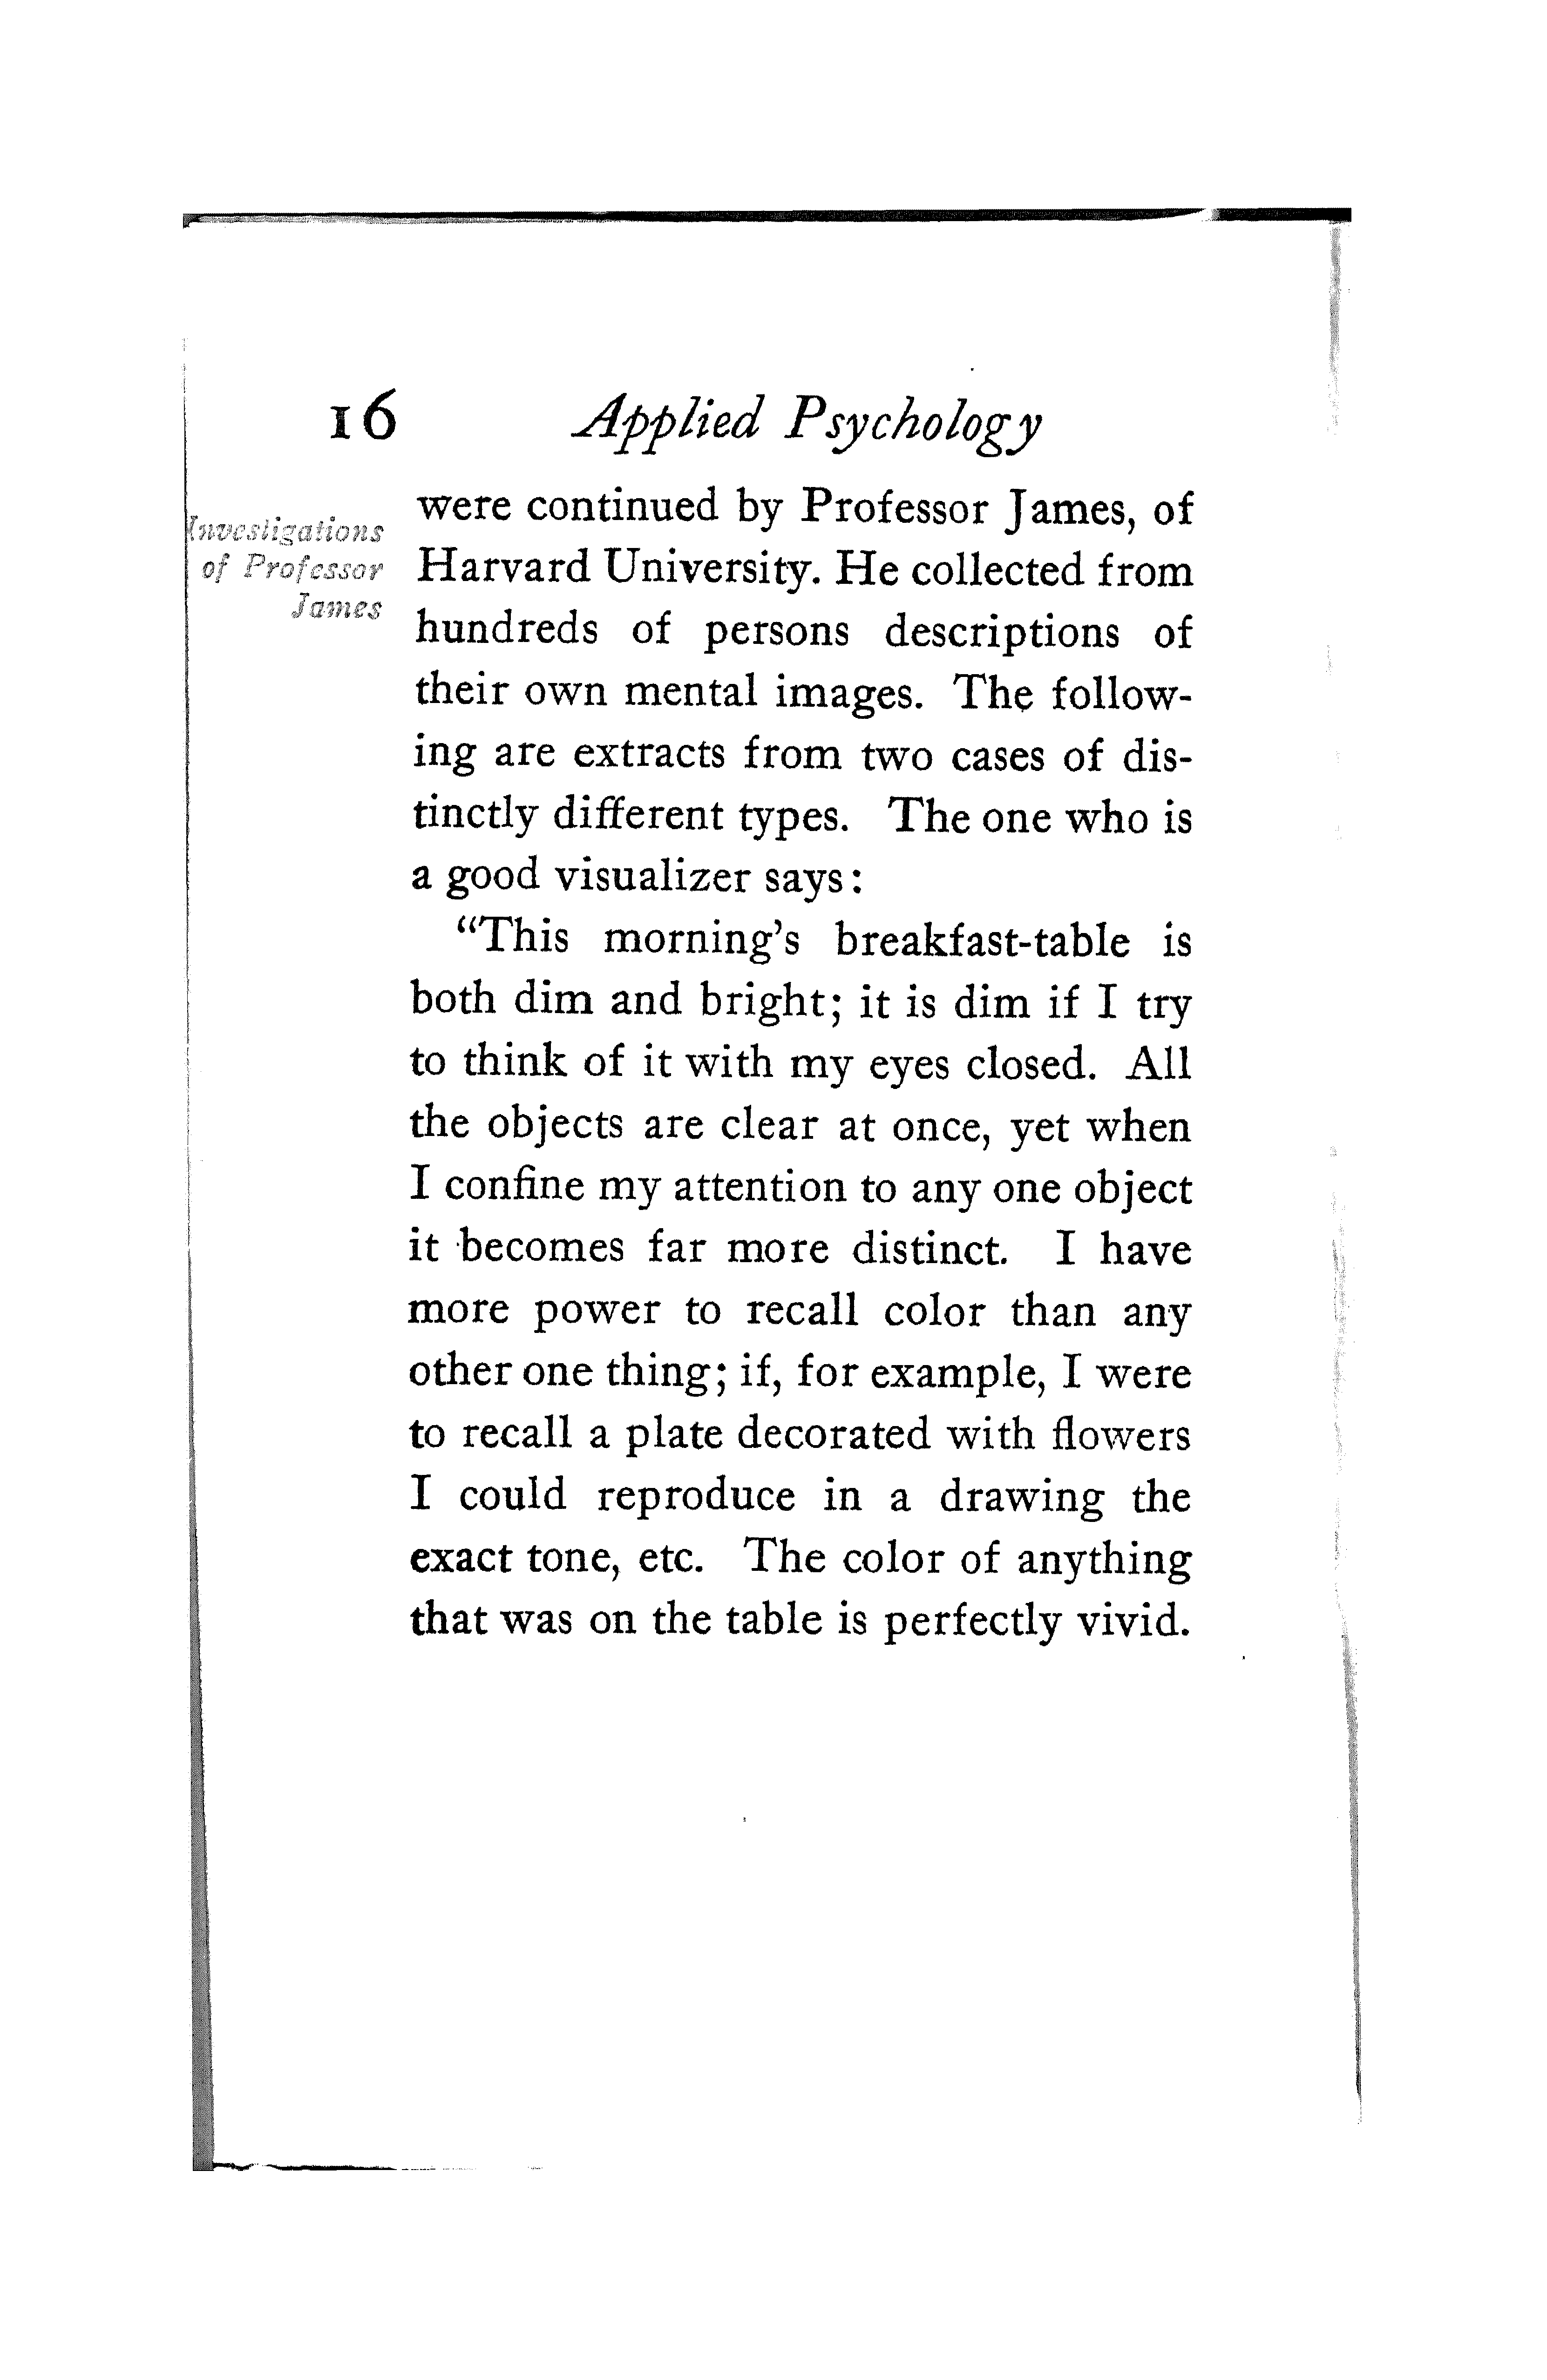 16 Applied Psychology
Investigations
of Professor
James
were continued by Professor James, of
Harvard University. He collected from
hundreds of persons descriptions of
their own mental images. The follow-
ing are extracts from two cases of dis-
tinctly different types. The one who is
a good visualizer says:
“This morning’s breakfast-table is
both dim and bright; it is dim if I try
to think of it with my eyes closed. All
the objects are clear at once, yet when
I confine my attention to any one object
it becomes far more distinct. I have
more power to recall color than any
other one thing; if, for example, I were
to recall a plate decorated with flowers
I could reproduce in a drawing the
exact tone, etc. The color of anything
that was on the table is perfectly vivid.